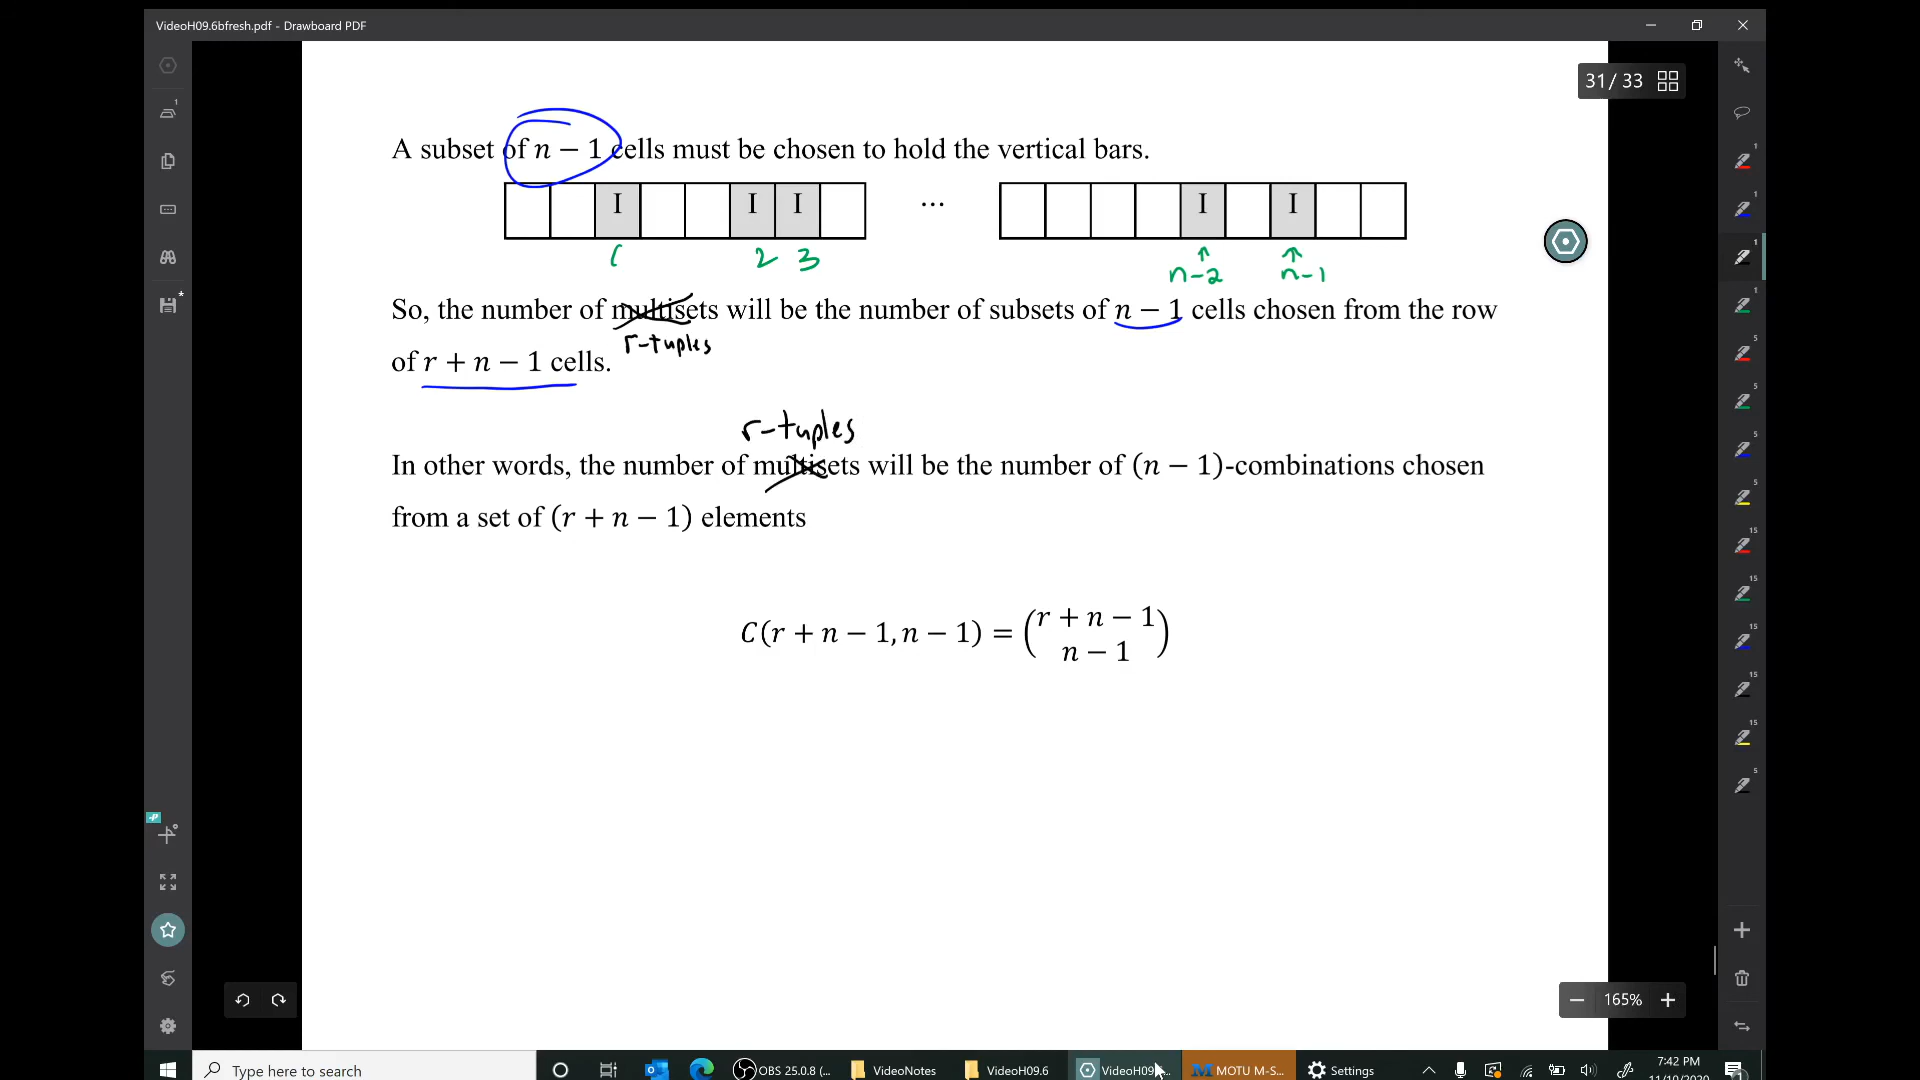 VideoH09.6bfresh.pdf - Drawboard PDF
31/ 33
A subset of n − 1 cells must be chosen to hold the vertical bars.
I I I ... I I
1 2 3 n-2 n-1
So, the number of multisets will be the number of subsets of n − 1 cells chosen from the row
r-tuples
of r + n − 1 cells.
r-tuples
In other words, the number of multisets will be the number of (n − 1)-combinations chosen
from a set of (r + n − 1) elements
C(r + n − 1, n − 1) = (r + n − 1
n − 1)
165%
Type here to search
OBS 25.0.8 (...
VideoNotes
VideoH09.6
VideoH09....
MOTU M-S...
Settings
7:42 PM
11/10/2020